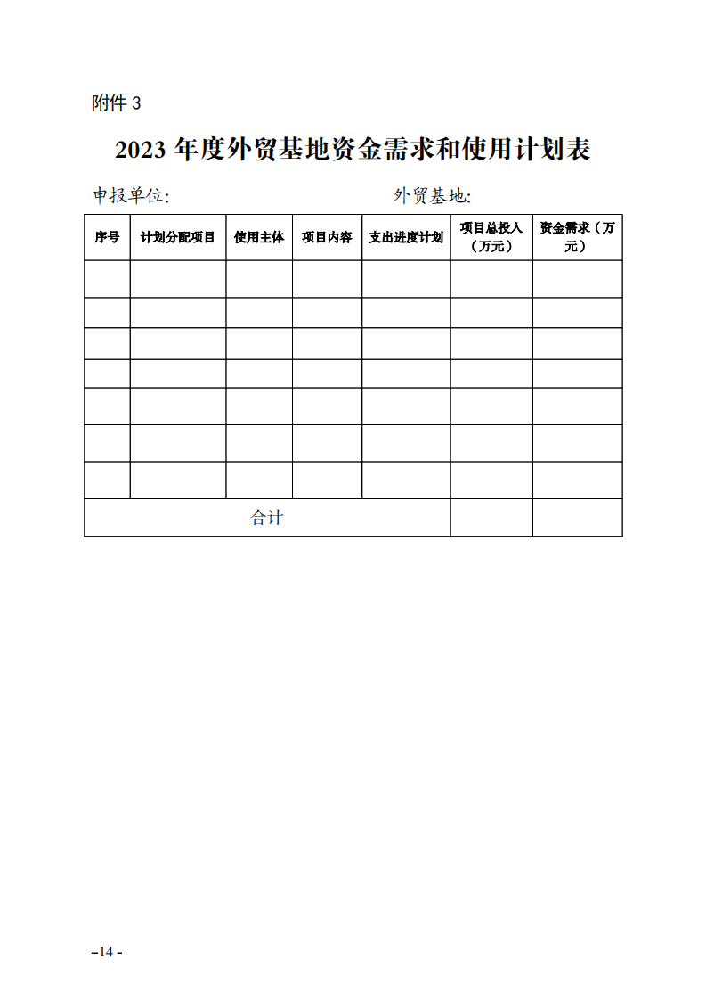 附件 3
2023 年度外贸基地资金需求和使用计划表
申报单位: 外贸基地:
序号 计划分配项目 使用主体 项目内容 支出进度计划 项目总投入（万元） 资金需求（万元）
合计
–14 -